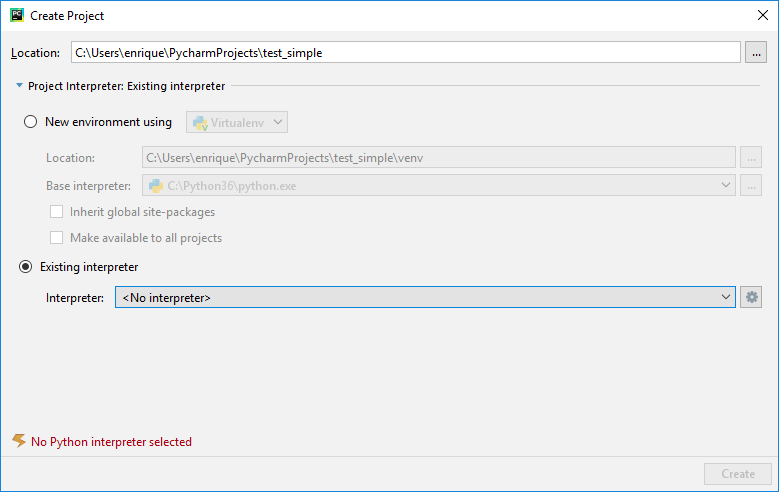 PC Create Project
Location: C:\Users\enrique\PycharmProjects\test_simple ...
Project Interpreter: Existing interpreter
New environment using Virtualenv
Location: C:\Users\enrique\PycharmProjects\test_simple\venv ...
Base interpreter: C:\Python36\python.exe ...
Inherit global site-packages
Make available to all projects
Existing interpreter
Interpreter: <No interpreter>
No Python interpreter selected
Create